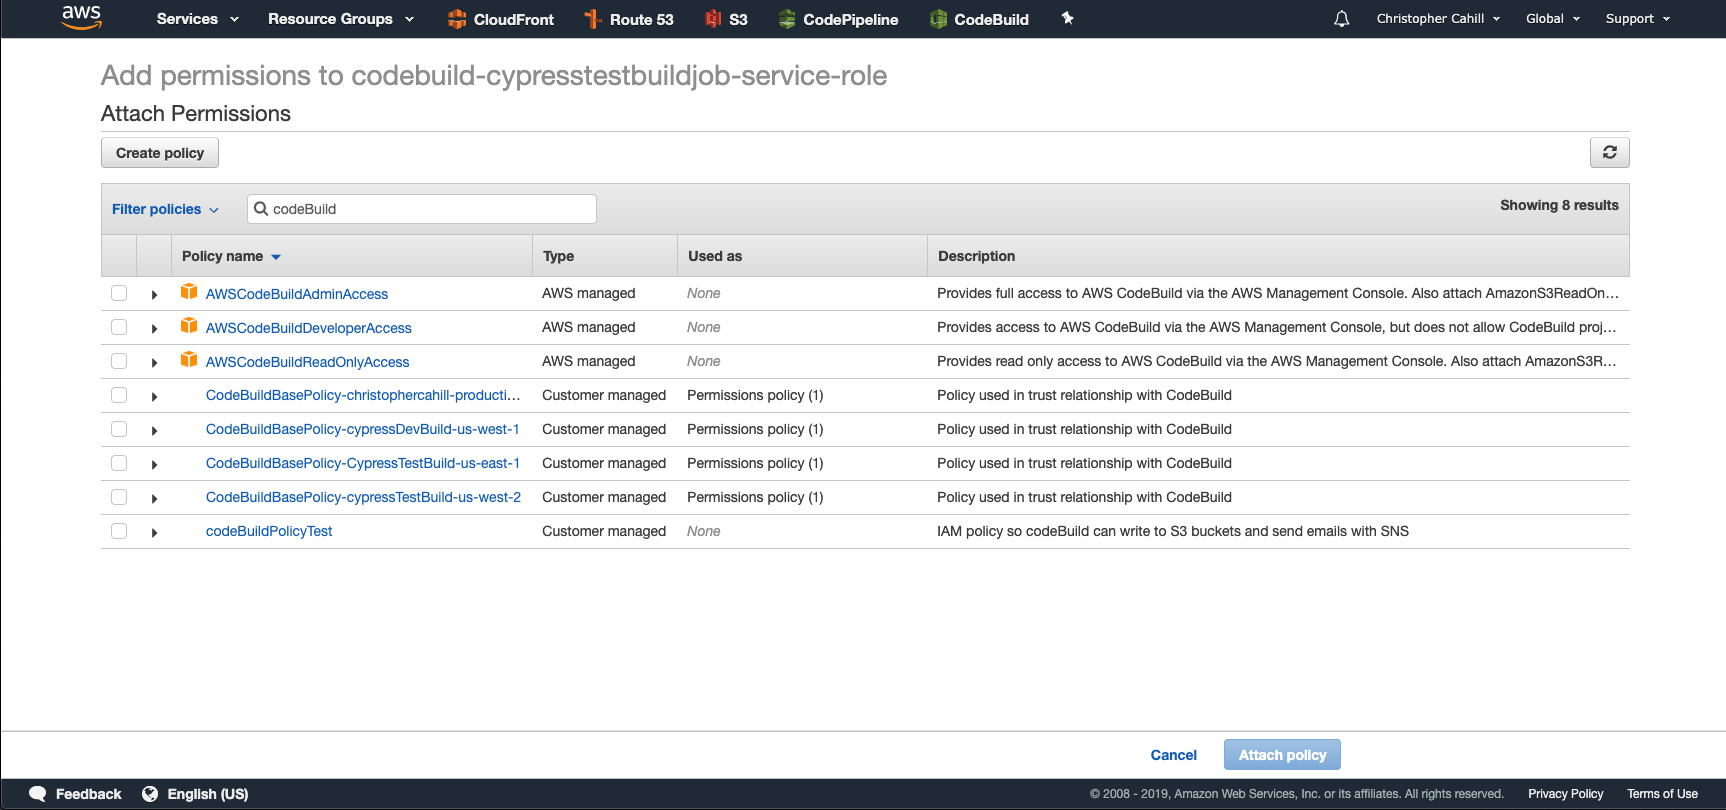 aws Services Resource Groups CloudFront Route 53 S3 CodePipeline CodeBuild Christopher Cahill Global Support
Add permissions to codebuild-cypresstestbuildjob-service-role
Attach Permissions
Create policy
Filter policies codeBuild Showing 8 results
Policy name Type Used as Description
AWSCodeBuildAdminAccess AWS managed None Provides full access to AWS CodeBuild via the AWS Management Console. Also attach AmazonS3ReadOn...
AWSCodeBuildDeveloperAccess AWS managed None Provides access to AWS CodeBuild via the AWS Management Console, but does not allow CodeBuild proj...
AWSCodeBuildReadOnlyAccess AWS managed None Provides read only access to AWS CodeBuild via the AWS Management Console. Also attach AmazonS3R...
CodeBuildBasePolicy-christophercahill-producti... Customer managed Permissions policy (1) Policy used in trust relationship with CodeBuild
CodeBuildBasePolicy-cypressDevBuild-us-west-1 Customer managed Permissions policy (1) Policy used in trust relationship with CodeBuild
CodeBuildBasePolicy-CypressTestBuild-us-east-1 Customer managed Permissions policy (1) Policy used in trust relationship with CodeBuild
CodeBuildBasePolicy-cypressTestBuild-us-west-2 Customer managed Permissions policy (1) Policy used in trust relationship with CodeBuild
codeBuildPolicyTest Customer managed None IAM policy so codeBuild can write to S3 buckets and send emails with SNS
Cancel Attach policy
Feedback English (US) © 2008 - 2019, Amazon Web Services, Inc. or its affiliates. All rights reserved. Privacy Policy Terms of Use